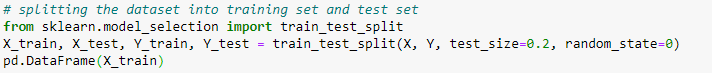 # splitting the dataset into training set and test set
from sklearn.model_selection import train_test_split
X_train, X_test, Y_train, Y_test = train_test_split(X, Y, test_size=0.2, random_state=0)
pd.DataFrame(X_train)